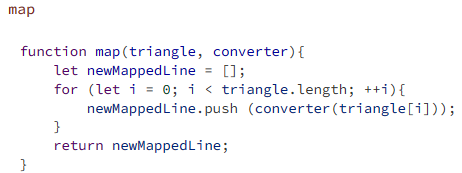 map
function map(triangle, converter){
    let newMappedLine = [];
    for (let i = 0; i < triangle.length; ++i){
        newMappedLine.push (converter(triangle[i]));
    }
    return newMappedLine;
}